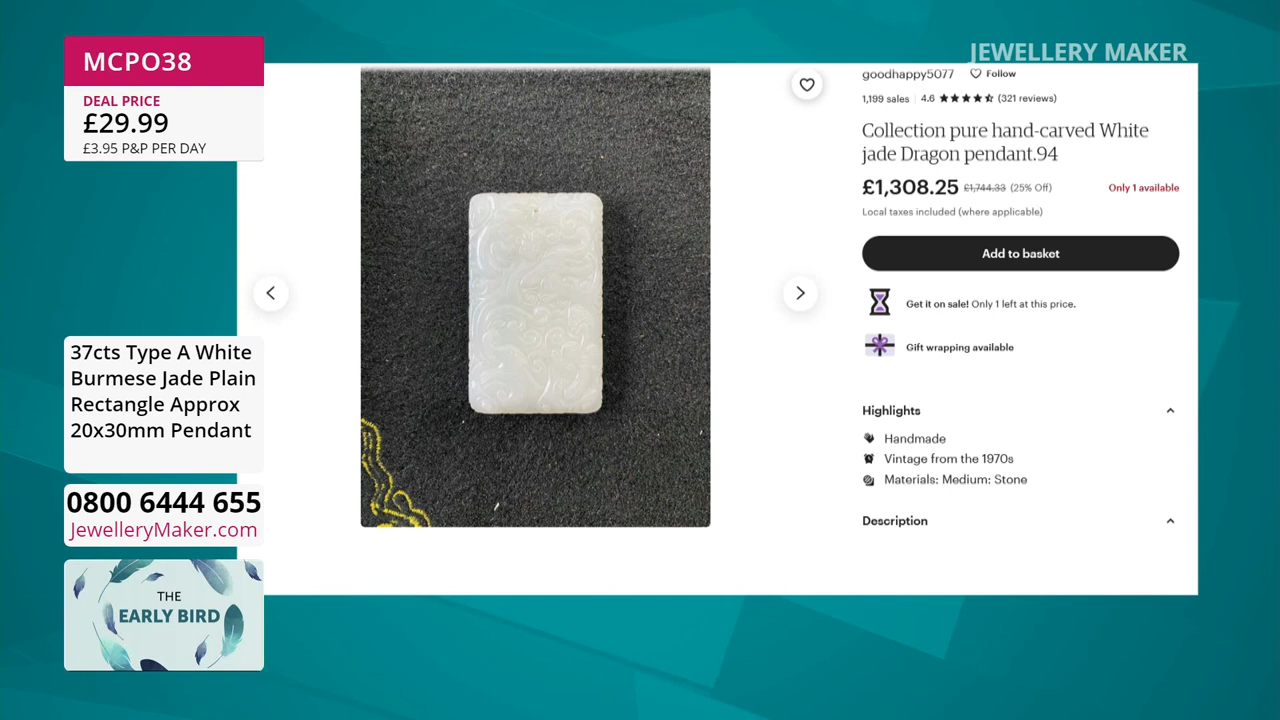 MCPO38
DEAL PRICE
£29.99
£3.95 P&P PER DAY
37cts Type A White
Burmese Jade Plain
Rectangle Approx
20x30mm Pendant
0800 6444 655
JewelleryMaker.com
THE
EARLY BIRD
JEWELLERY MAKER
goodhappy5077 Follow
1,199 sales 4.6 (321 reviews)
Collection pure hand-carved White
jade Dragon pendant.94
£1,308.25 £1,744.33 (25% Off) Only 1 available
Local taxes included (where applicable)
Add to basket
Get it on sale! Only 1 left at this price.
Gift wrapping available
Highlights
Handmade
Vintage from the 1970s
Materials: Medium: Stone
Description